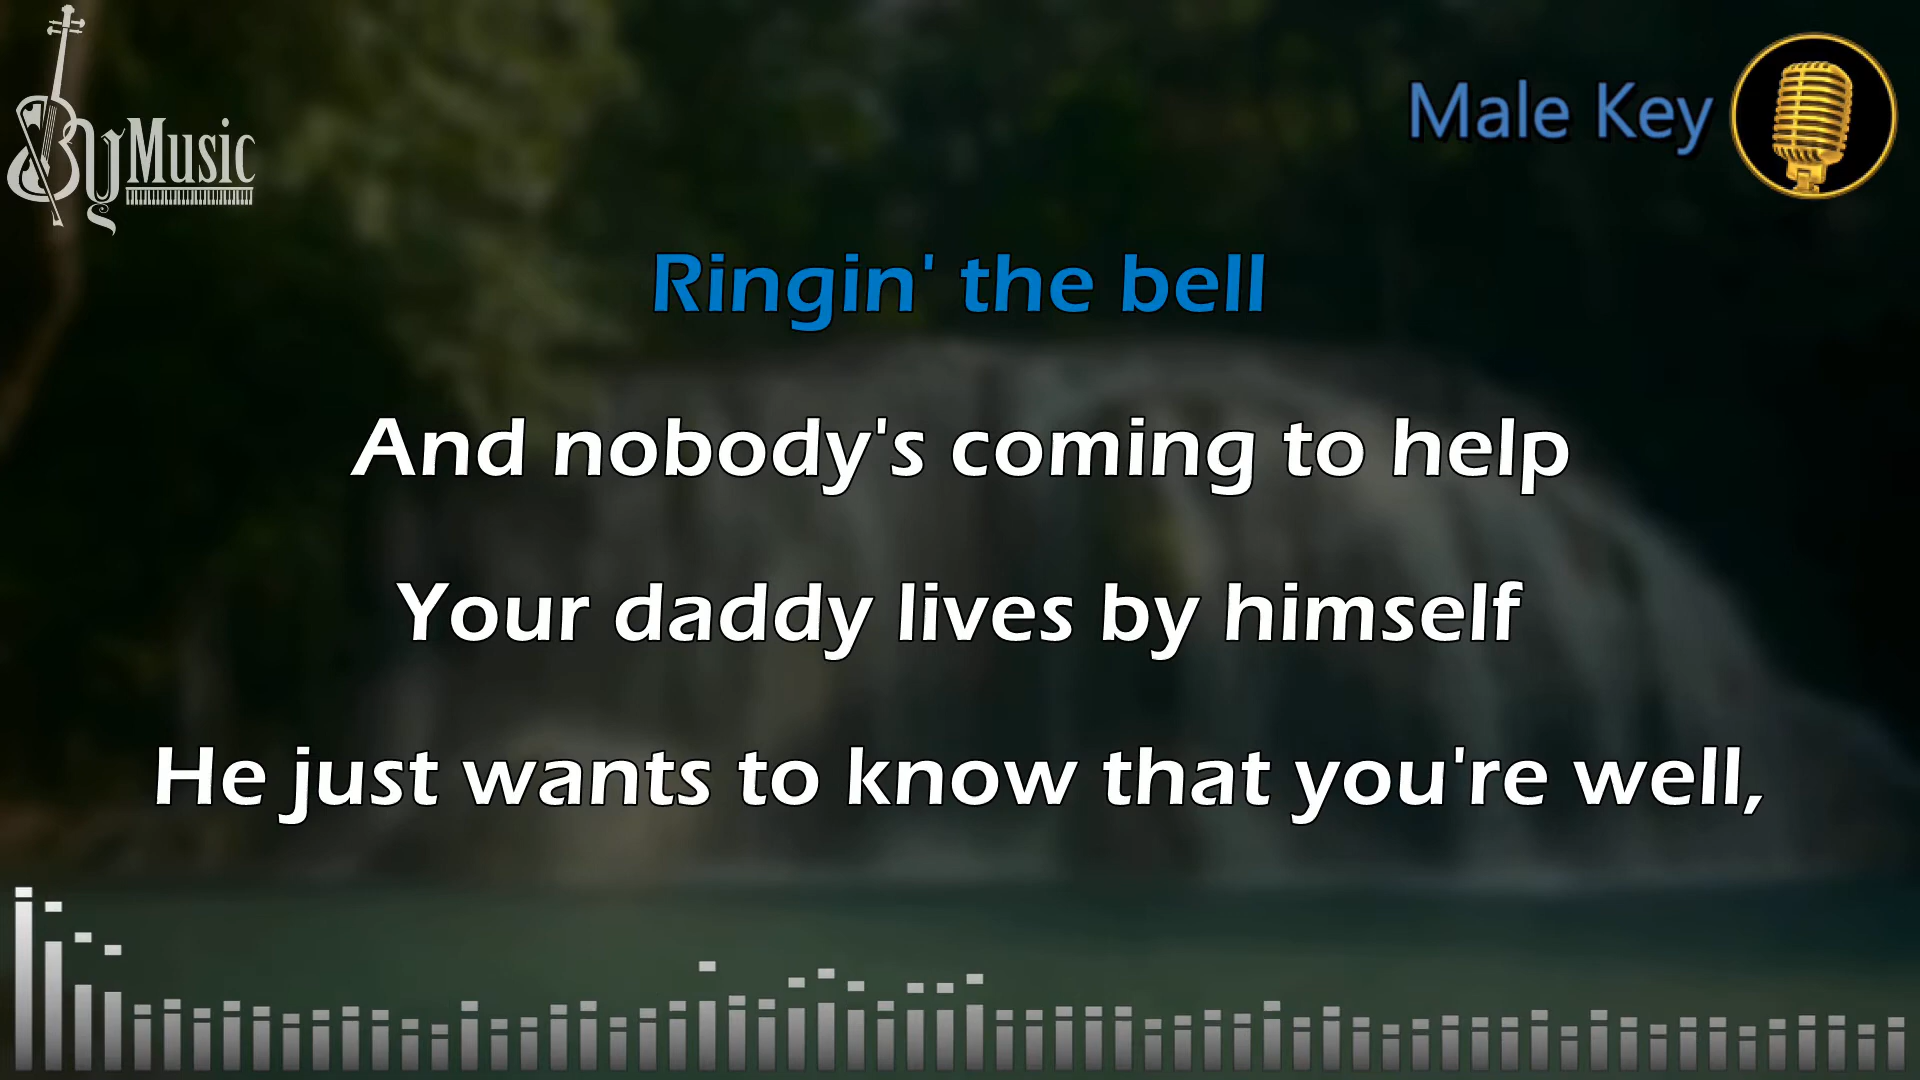 ByMusic
Male Key
Ringin' the bell
And nobody's coming to help
Your daddy lives by himself
He just wants to know that you're well,